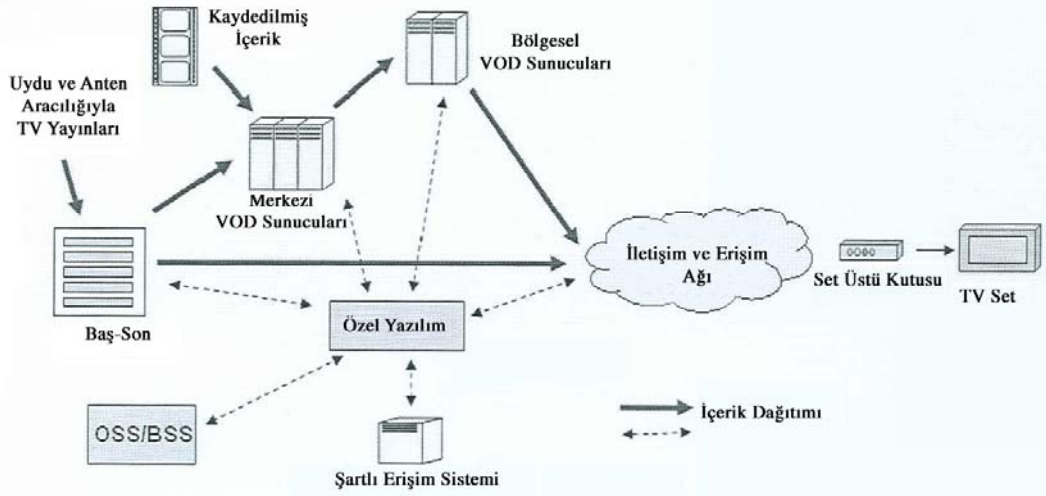 Kaydedilmiş
İçerik
Bölgesel
VOD Sunucuları
Uydu ve Anten
Aracılığıyla
TV Yayınları
Merkezi
VOD Sunucuları
İletişim ve Erişim
Ağı
Set Üstü Kutusu
TV Set
Baş-Son
Özel Yazılım
İçerik Dağıtımı
OSS/BSS
Şartlı Erişim Sistemi